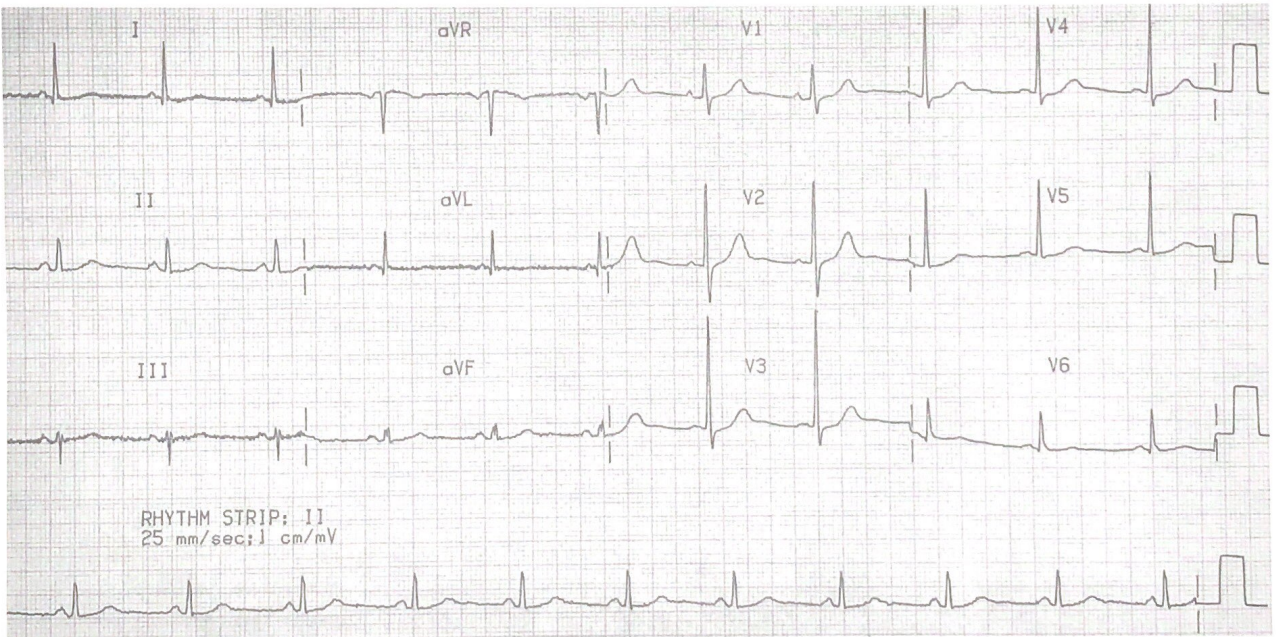 I aVR V1 V4
II aVL V2 V5
III aVF V3 V6
RHYTHM STRIP: II
25 mm/sec;1 cm/mV